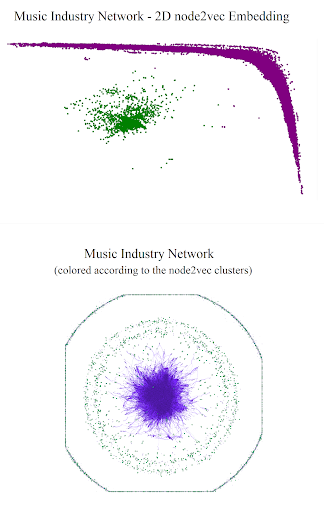 Music Industry Network - 2D node2vec Embedding
Music Industry Network
(colored according to the node2vec clusters)